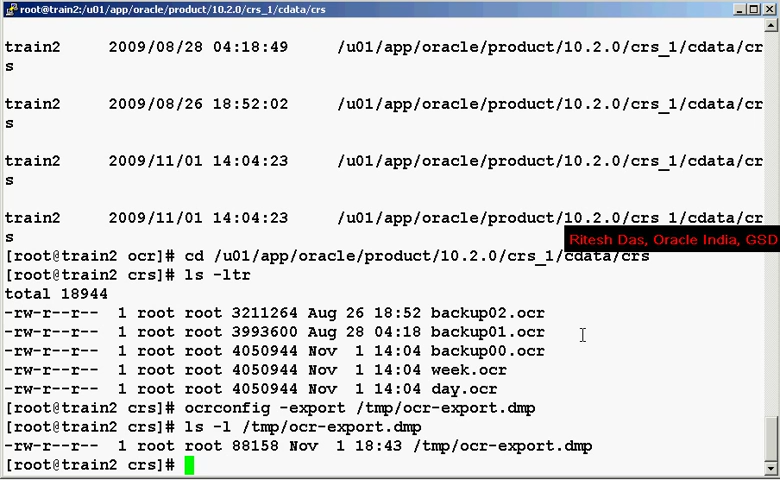 root@train2:/u01/app/oracle/product/10.2.0/crs_1/cdata/crs
train2     2009/08/28 04:18:49     /u01/app/oracle/product/10.2.0/crs_1/cdata/cr
s
train2     2009/08/26 18:52:02     /u01/app/oracle/product/10.2.0/crs_1/cdata/cr
s
train2     2009/11/01 14:04:23     /u01/app/oracle/product/10.2.0/crs_1/cdata/cr
s
train2     2009/11/01 14:04:23     /u01/app/oracle/product/10.2.0/crs_1/cdata/cr
s
Ritesh Das, Oracle India, GSD
[root@train2 ocr]# cd /u01/app/oracle/product/10.2.0/crs_1/cdata/crs
[root@train2 crs]# ls -ltr
total 18944
-rw-r--r--  1 root root 3211264 Aug 26 18:52 backup02.ocr
-rw-r--r--  1 root root 3993600 Aug 28 04:18 backup01.ocr
-rw-r--r--  1 root root 4050944 Nov  1 14:04 backup00.ocr
-rw-r--r--  1 root root 4050944 Nov  1 14:04 week.ocr
-rw-r--r--  1 root root 4050944 Nov  1 14:04 day.ocr
[root@train2 crs]# ocrconfig -export /tmp/ocr-export.dmp
[root@train2 crs]# ls -l /tmp/ocr-export.dmp
-rw-r--r--  1 root root 88158 Nov  1 18:43 /tmp/ocr-export.dmp
[root@train2 crs]#